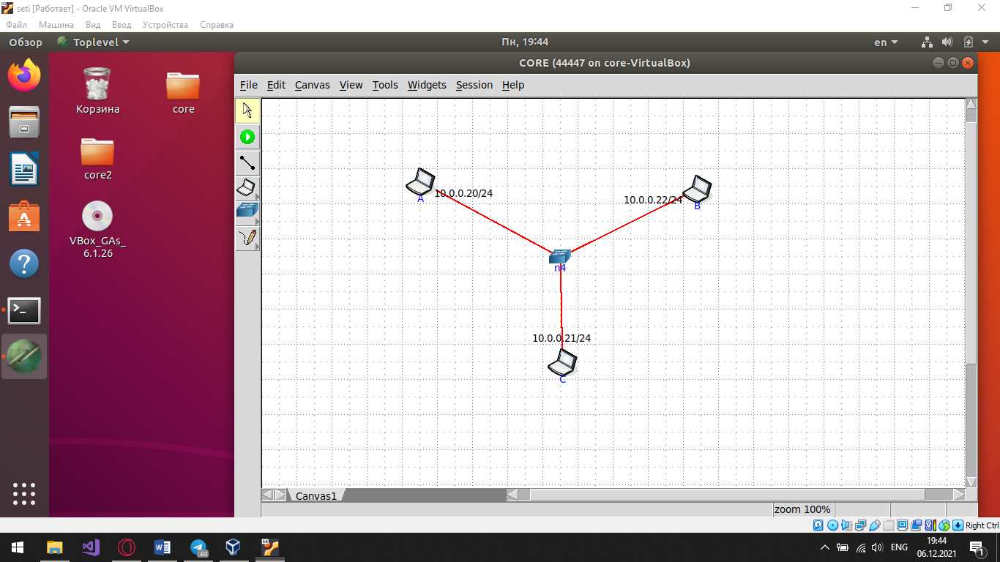 seti [Работает] - Oracle VM VirtualBox
Файл Машина Вид Ввод Устройства Справка
Обзор Toplevel Пн, 19:44 en
CORE (44447 on core-VirtualBox)
File Edit Canvas View Tools Widgets Session Help
Корзина core
core2
VBox_GAs_
6.1.26
10.0.0.20/24
A
10.0.0.22/24
B
n4
10.0.0.21/24
C
Canvas1
zoom 100%
Right Ctrl
W .60 64 ENG 19:44
06.12.2021 1